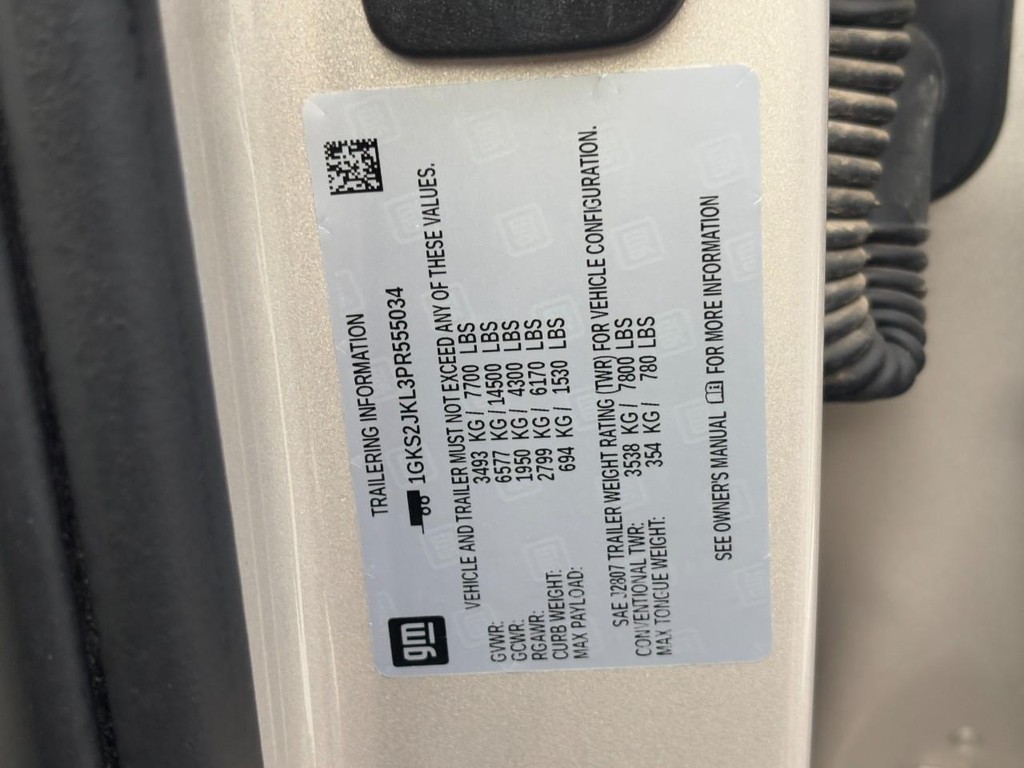 gm
TRAILERING INFORMATION
1GKS2JKL3PR555034
VEHICLE AND TRAILER MUST NOT EXCEED ANY OF THESE VALUES.
GVWR: 3493 KG / 7700 LBS
GCWR: 6577 KG / 14500 LBS
RGAWR: 1950 KG / 4300 LBS
CURB WEIGHT: 2799 KG / 6170 LBS
MAX PAYLOAD: 694 KG / 1530 LBS
SAE J2807 TRAILER WEIGHT RATING (TWR) FOR VEHICLE CONFIGURATION.
CONVENTIONAL TWR: 3538 KG / 7800 LBS
MAX TONGUE WEIGHT: 354 KG / 780 LBS
SEE OWNER'S MANUAL FOR MORE INFORMATION